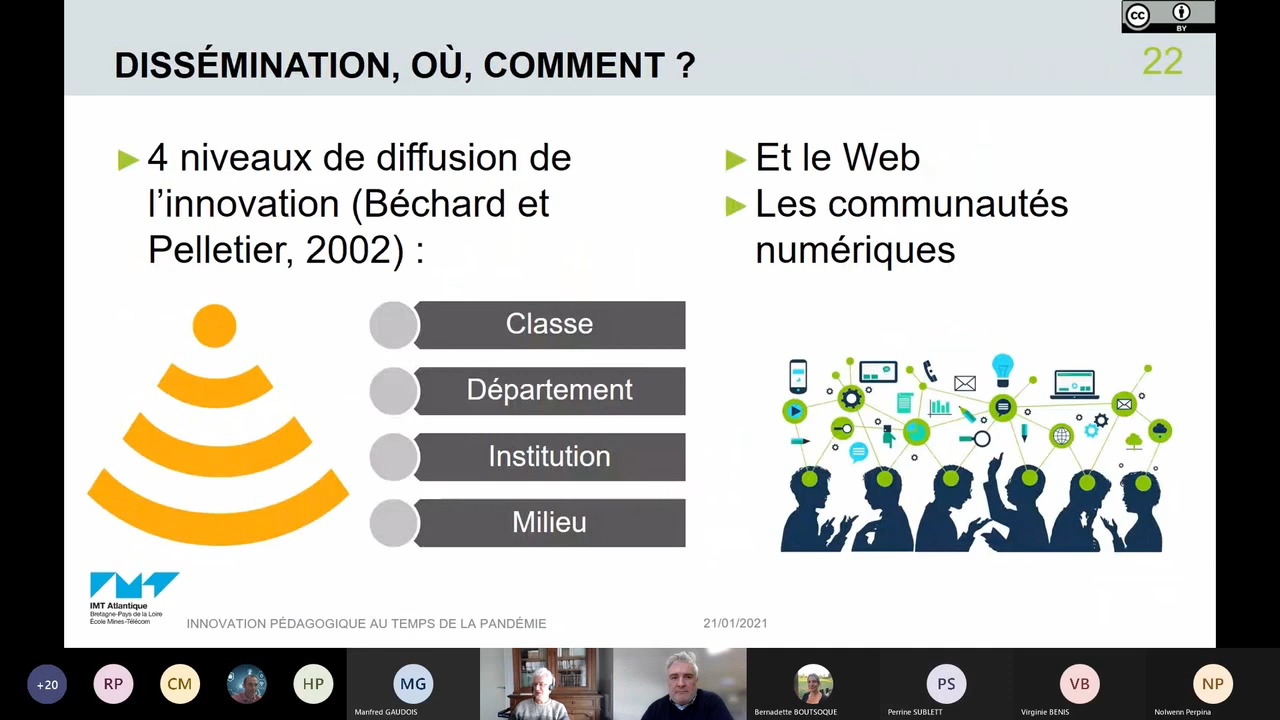 cc
BY
DISSÉMINATION, OÙ, COMMENT ?
22
4 niveaux de diffusion de
l’innovation (Béchard et
Pelletier, 2002) :
Et le Web
Les communautés
numériques
Classe
Département
Institution
Milieu
IMT Atlantique
Bretagne-Pays de la Loire
École Mines-Télécom
INNOVATION PÉDAGOGIQUE AU TEMPS DE LA PANDÉMIE
21/01/2021
+20
RP
CM
HP
MG
PS
VB
NP
Manfred GAUDOIS
Bernadette BOUTSOQUE
Perrine SUBLETT
Virginie BENIS
Nolwenn Perpina